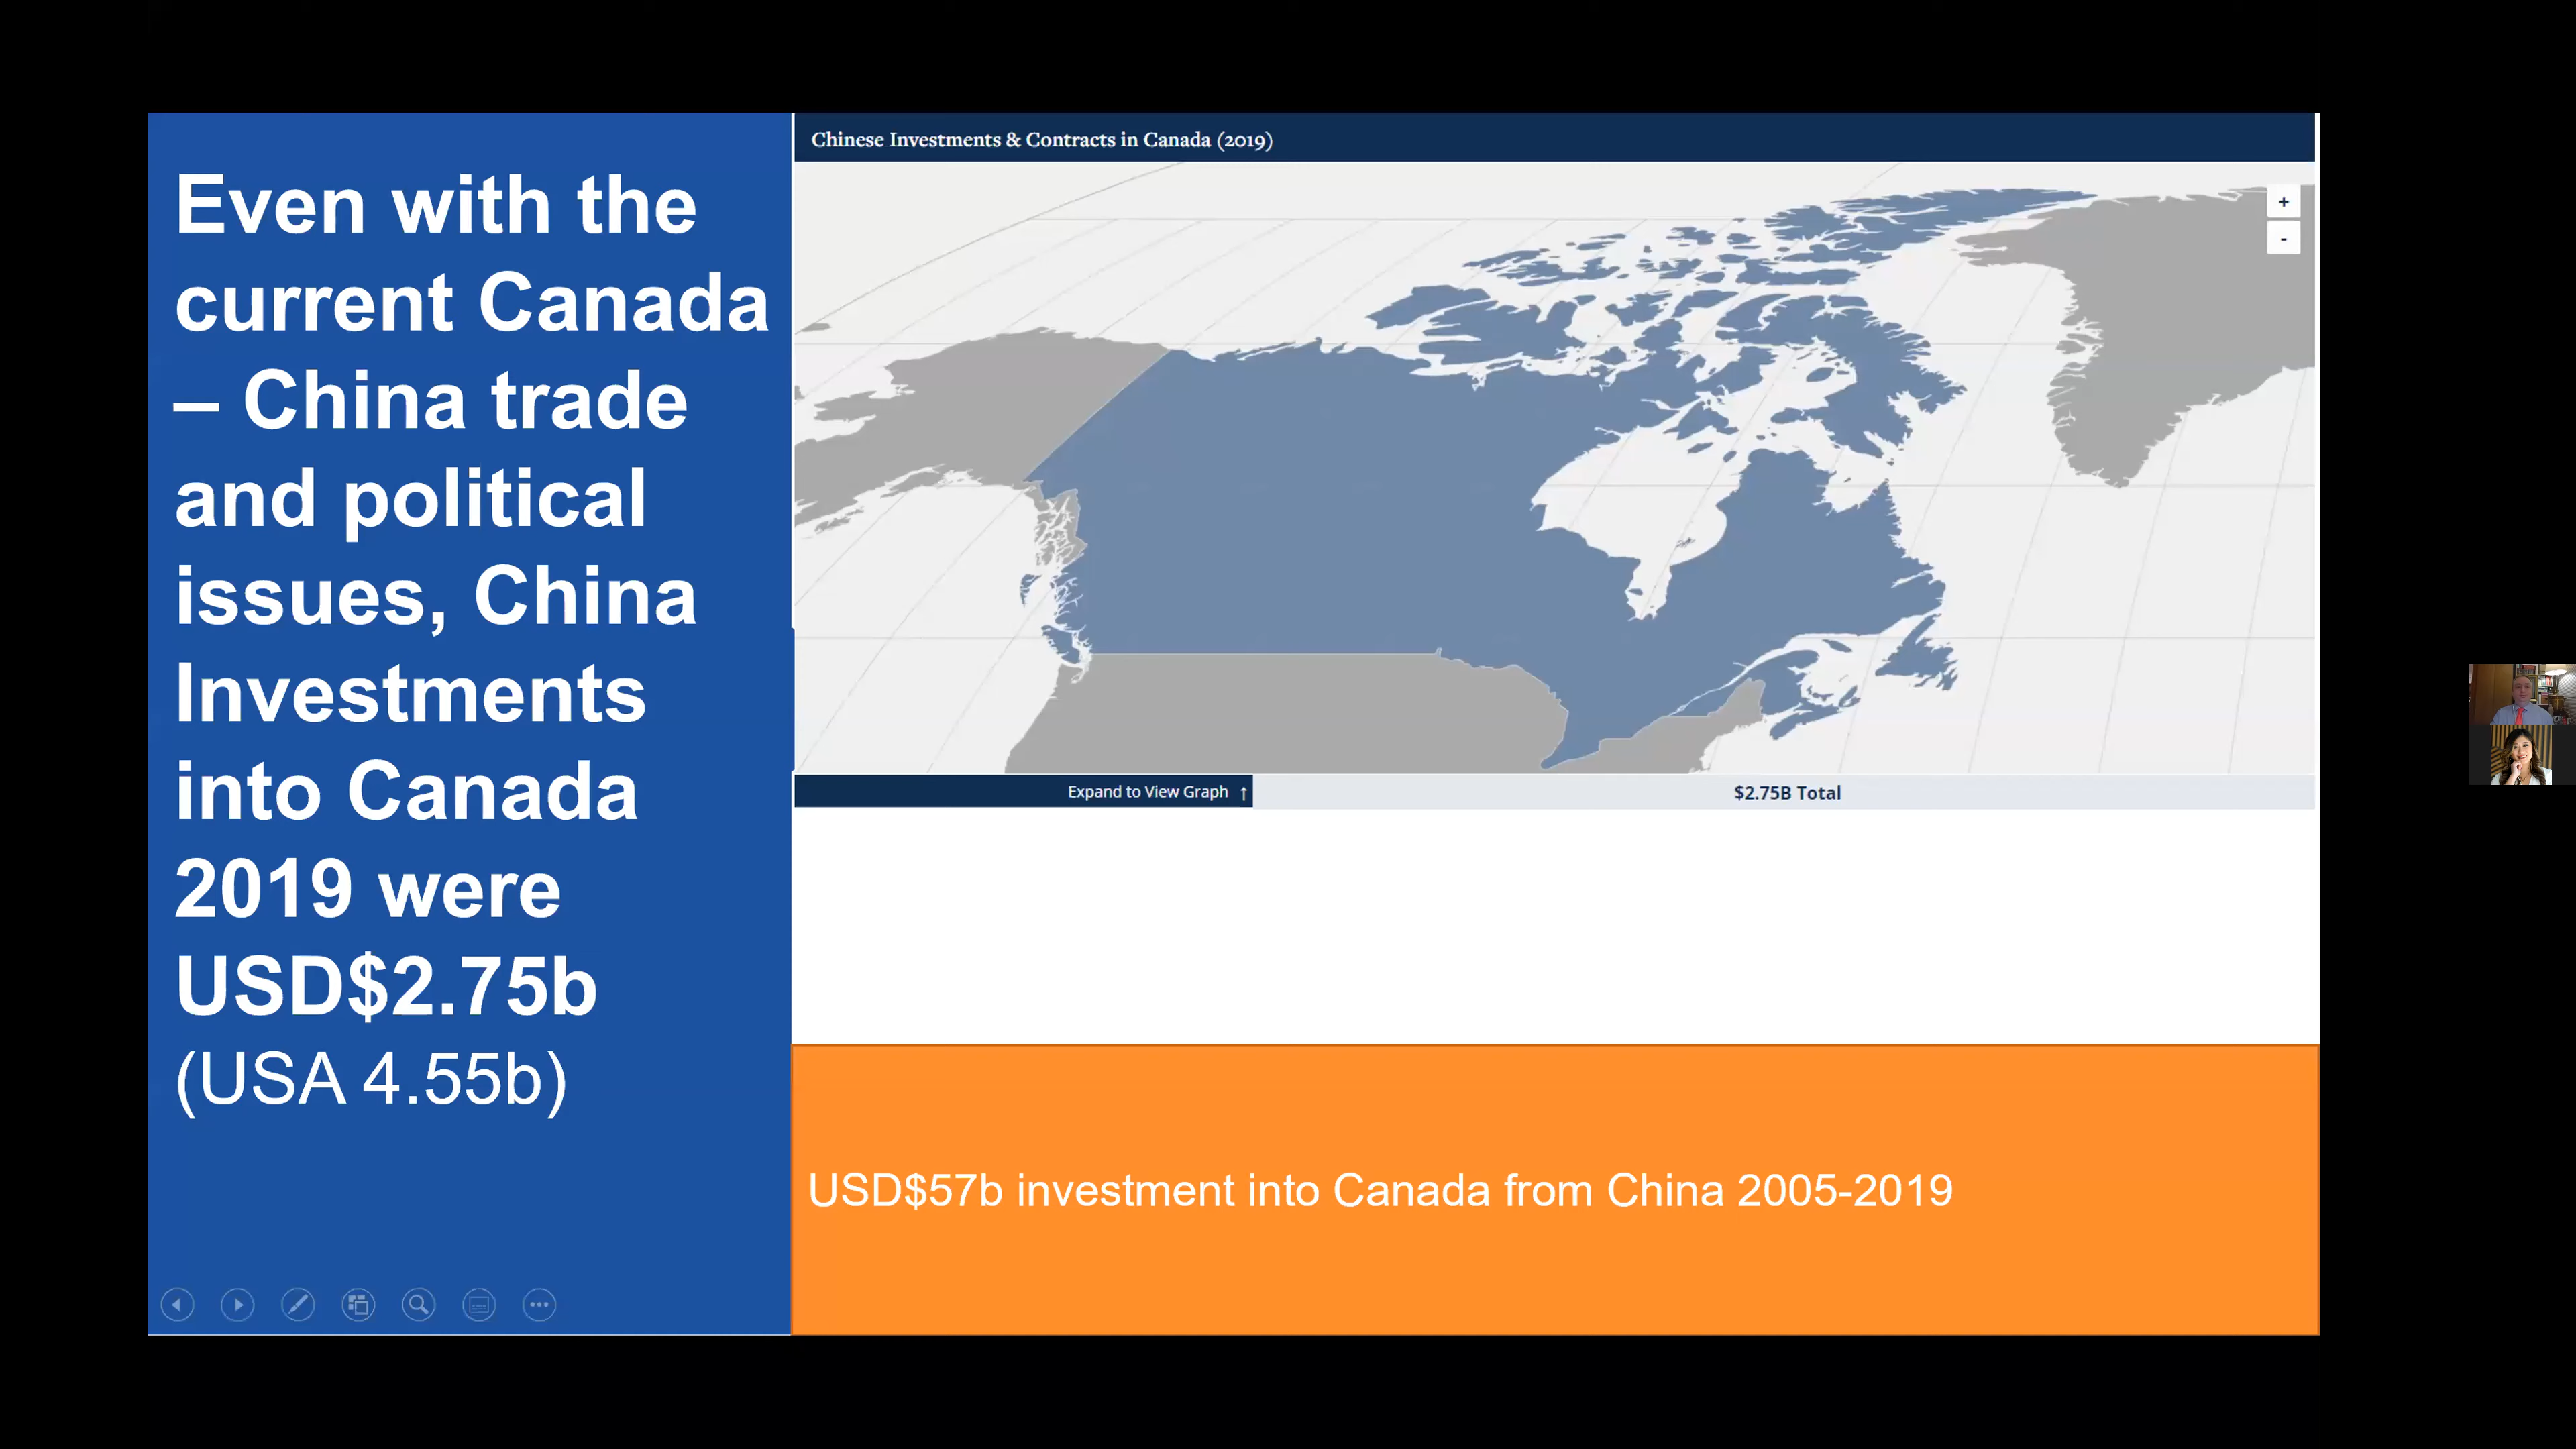 Even with the
current Canada
– China trade
and political
issues, China
Investments
into Canada
2019 were
USD$2.75b
(USA 4.55b)
Chinese Investments & Contracts in Canada (2019)
+
-
Expand to View Graph ↑
$2.75B Total
USD$57b investment into Canada from China 2005-2019